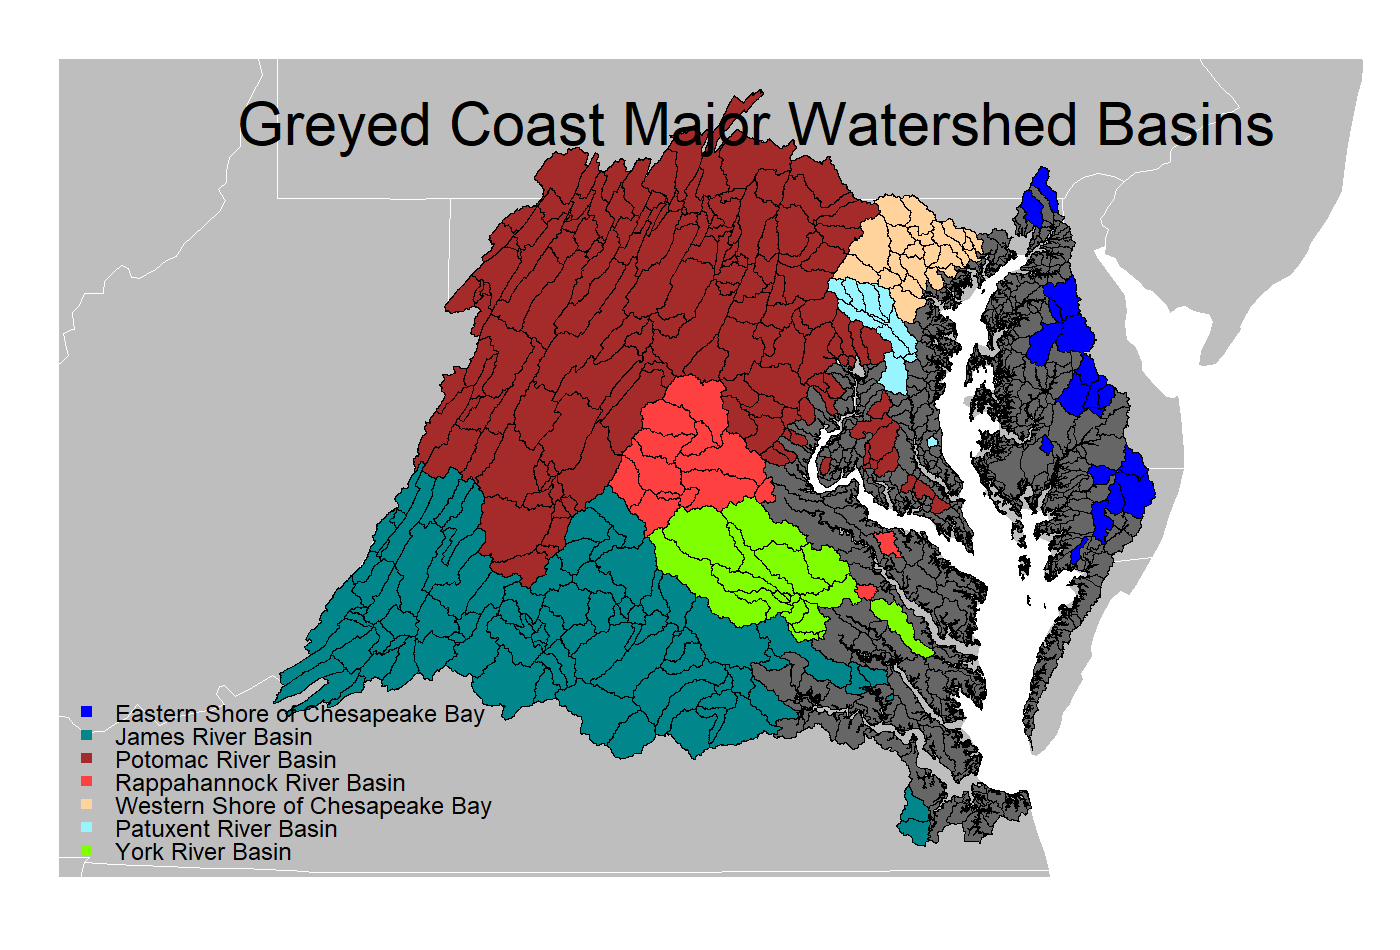 Greyed Coast Major Watershed Basins
Eastern Shore of Chesapeake Bay
James River Basin
Potomac River Basin
Rappahannock River Basin
Western Shore of Chesapeake Bay
Patuxent River Basin
York River Basin